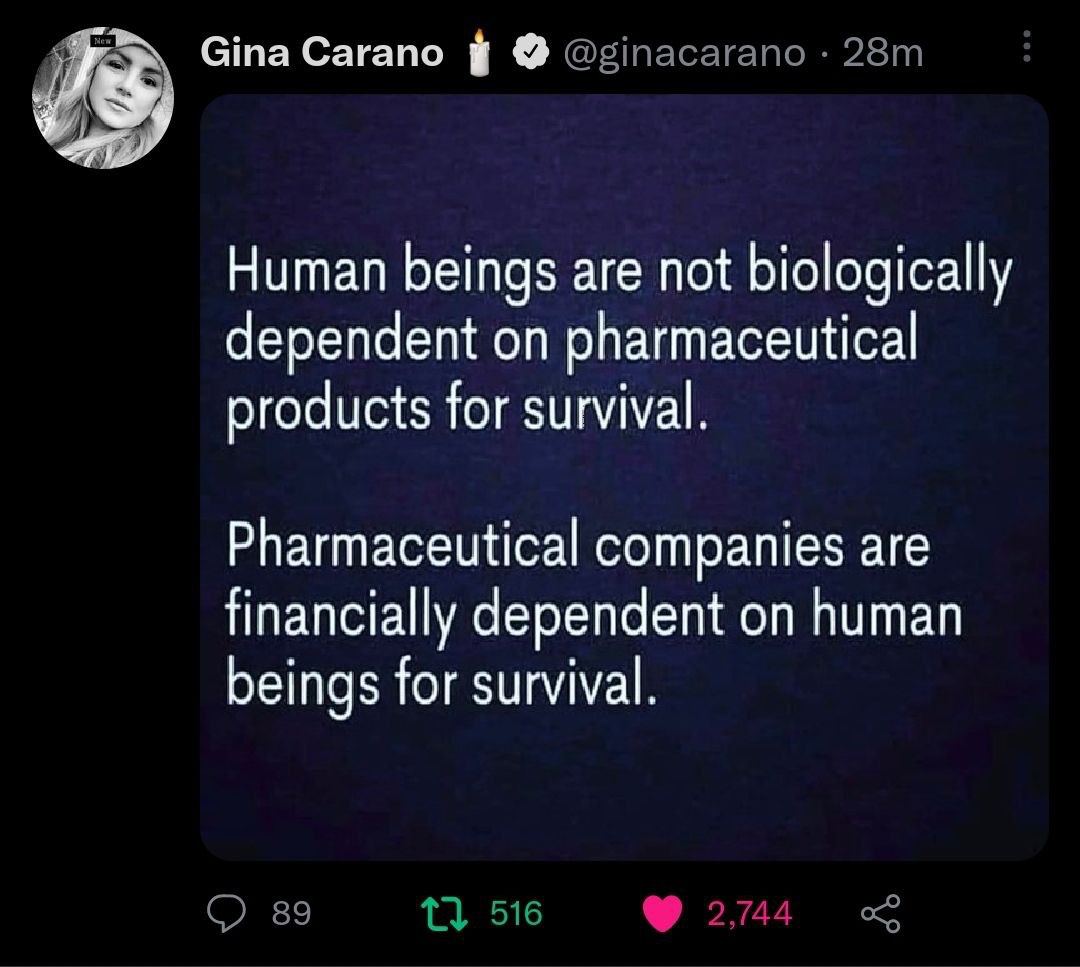 New
Gina Carano 🕯️ @ginacarano · 28m
Human beings are not biologically
dependent on pharmaceutical
products for survival.
Pharmaceutical companies are
financially dependent on human
beings for survival.
89 516 2,744